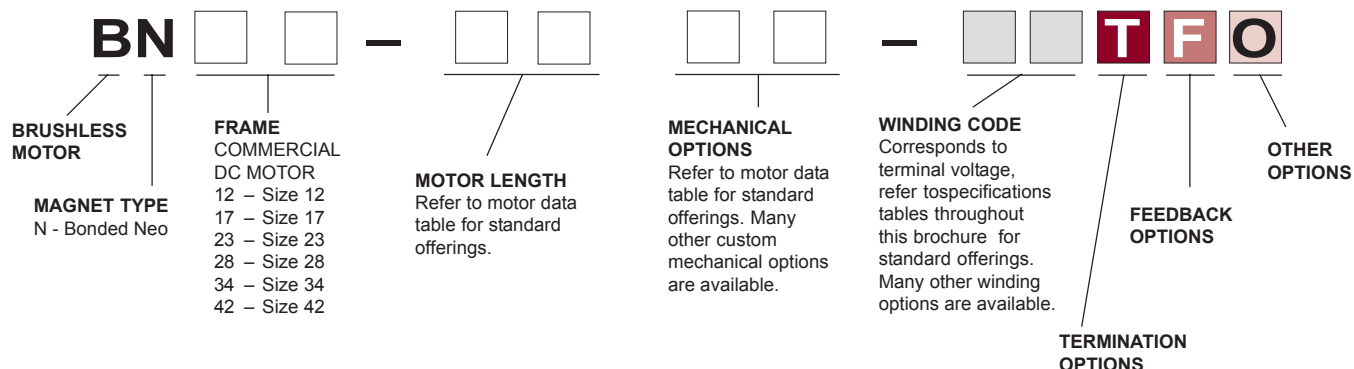 BN – – TFO
BRUSHLESS
MOTOR
MAGNET TYPE
N - Bonded Neo
FRAME
COMMERCIAL
DC MOTOR
12 – Size 12
17 – Size 17
23 – Size 23
28 – Size 28
34 – Size 34
42 – Size 42
MOTOR LENGTH
Refer to motor data
table for standard
offerings.
MECHANICAL
OPTIONS
Refer to motor data
table for standard
offerings. Many
other custom
mechanical options
are available.
WINDING CODE
Corresponds to
terminal voltage,
refer tospecifications
tables throughout
this brochure for
standard offerings.
Many other winding
options are available.
TERMINATION
OPTIONS
FEEDBACK
OPTIONS
OTHER
OPTIONS